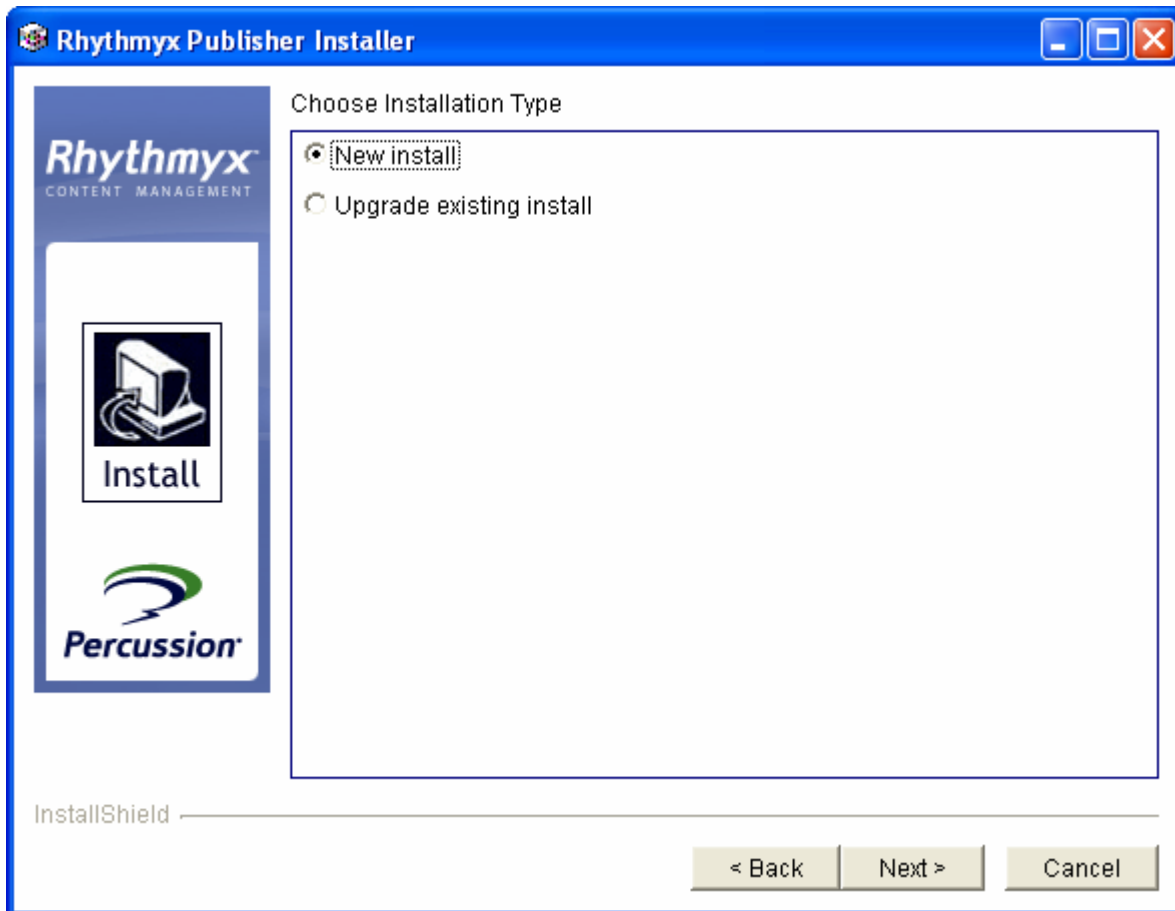 Rhythmyx Publisher Installer
Choose Installation Type
Rhythmyx™
CONTENT MANAGEMENT
New install
Upgrade existing install
Install
Percussion
InstallShield
< Back
Next >
Cancel